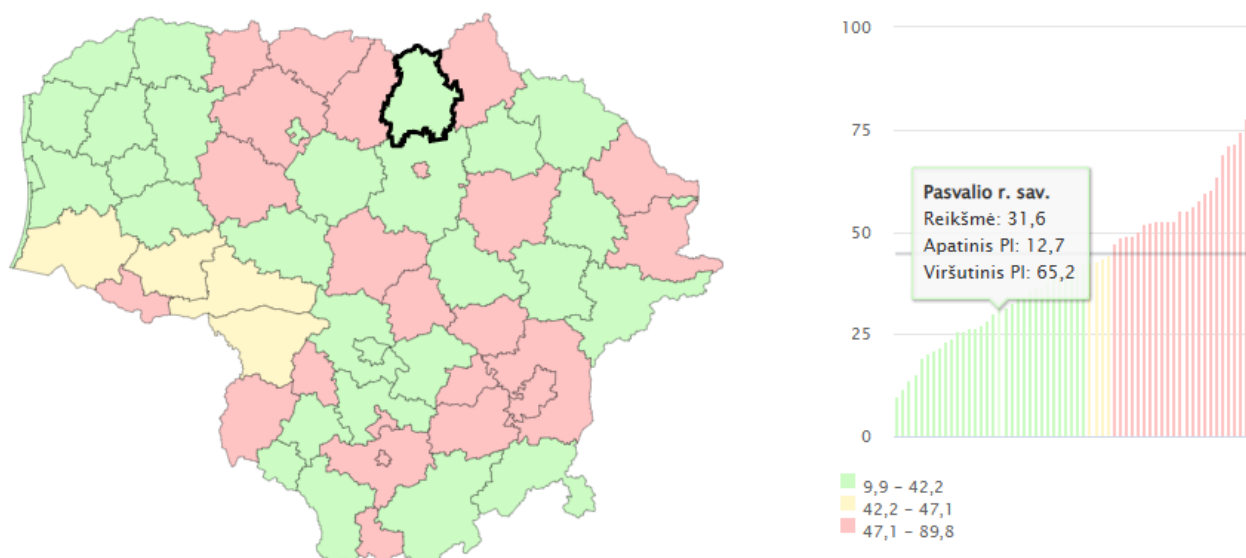 100
75
Pasvalio r. sav.
Reikšmė: 31,6
Apatinis PI: 12,7
Viršutinis PI: 65,2
50
25
0
9,9 – 42,2
42,2 – 47,1
47,1 – 89,8